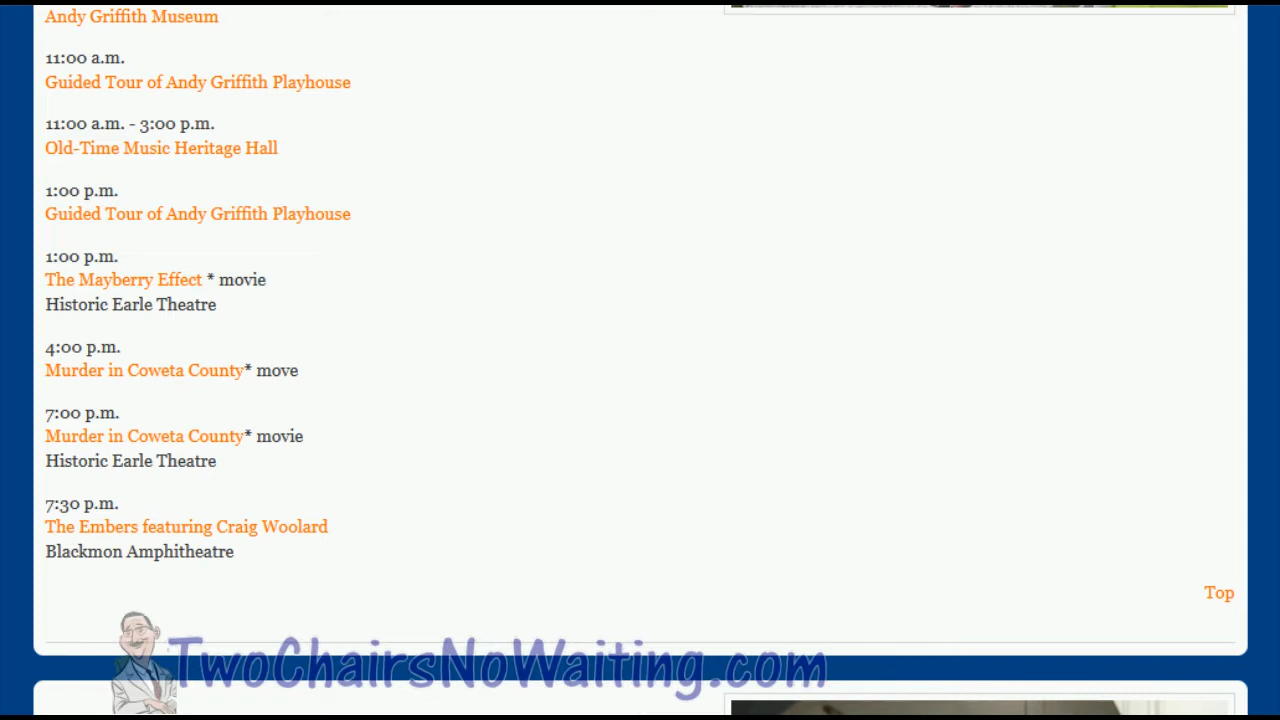 Andy Griffith Museum
11:00 a.m.
Guided Tour of Andy Griffith Playhouse
11:00 a.m. - 3:00 p.m.
Old-Time Music Heritage Hall
1:00 p.m.
Guided Tour of Andy Griffith Playhouse
1:00 p.m.
The Mayberry Effect * movie
Historic Earle Theatre
4:00 p.m.
Murder in Coweta County* move
7:00 p.m.
Murder in Coweta County* movie
Historic Earle Theatre
7:30 p.m.
The Embers featuring Craig Woolard
Blackmon Amphitheatre
Top
TwoChairsNoWaiting.com